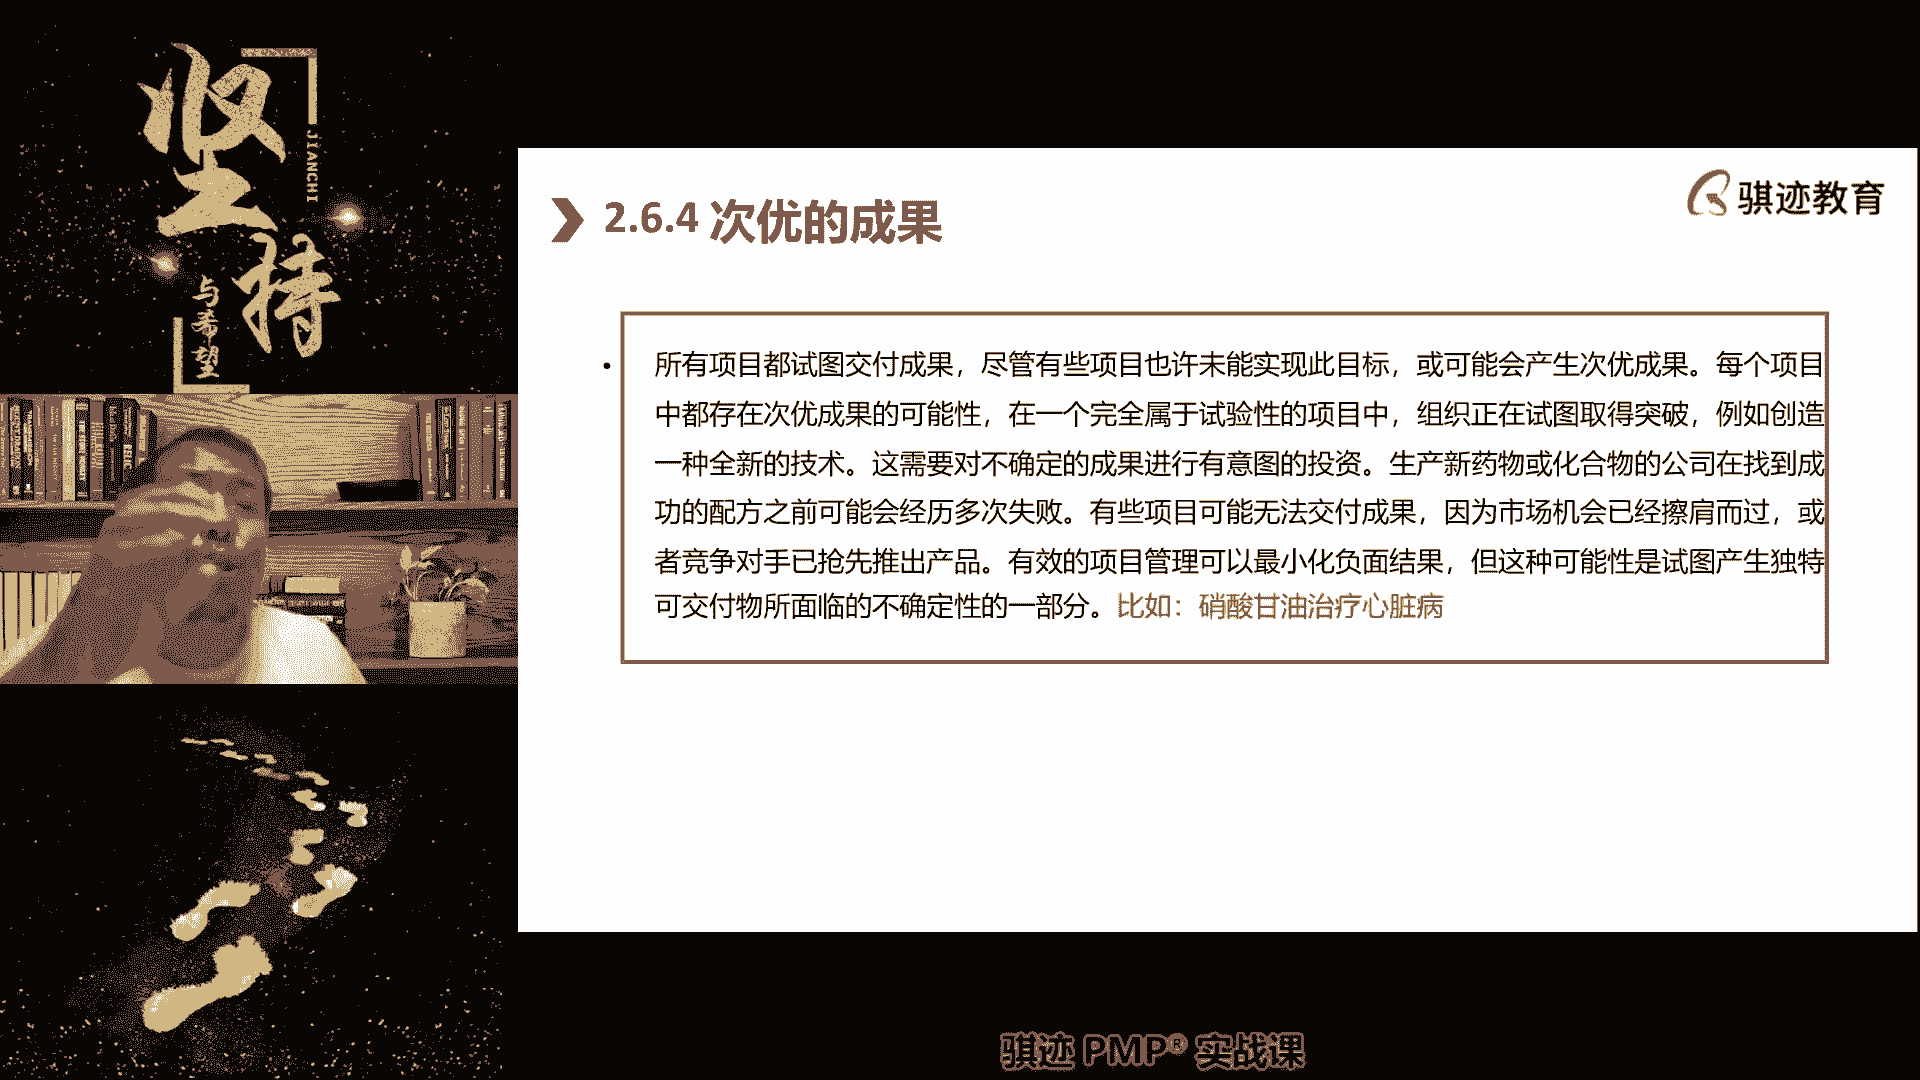 坚持
JIANCHI
与希望
骐迹教育
2.6.4 次优的成果
• 所有项目都试图交付成果，尽管有些项目也许未能实现此目标，或可能会产生次优成果。每个项目
中都存在次优成果的可能性，在一个完全属于试验性的项目中，组织正在试图取得突破，例如创造
一种全新的技术。这需要对不确定的成果进行有意图的投资。生产新药物或化合物的公司在找到成
功的配方之前可能会经历多次失败。有些项目可能无法交付成果，因为市场机会已经擦肩而过，或
者竞争对手已抢先推出产品。有效的项目管理可以最小化负面结果，但这种可能性是试图产生独特
可交付物所面临的不确定性的一部分。比如：硝酸甘油治疗心脏病
骐迹 PMP® 实战课